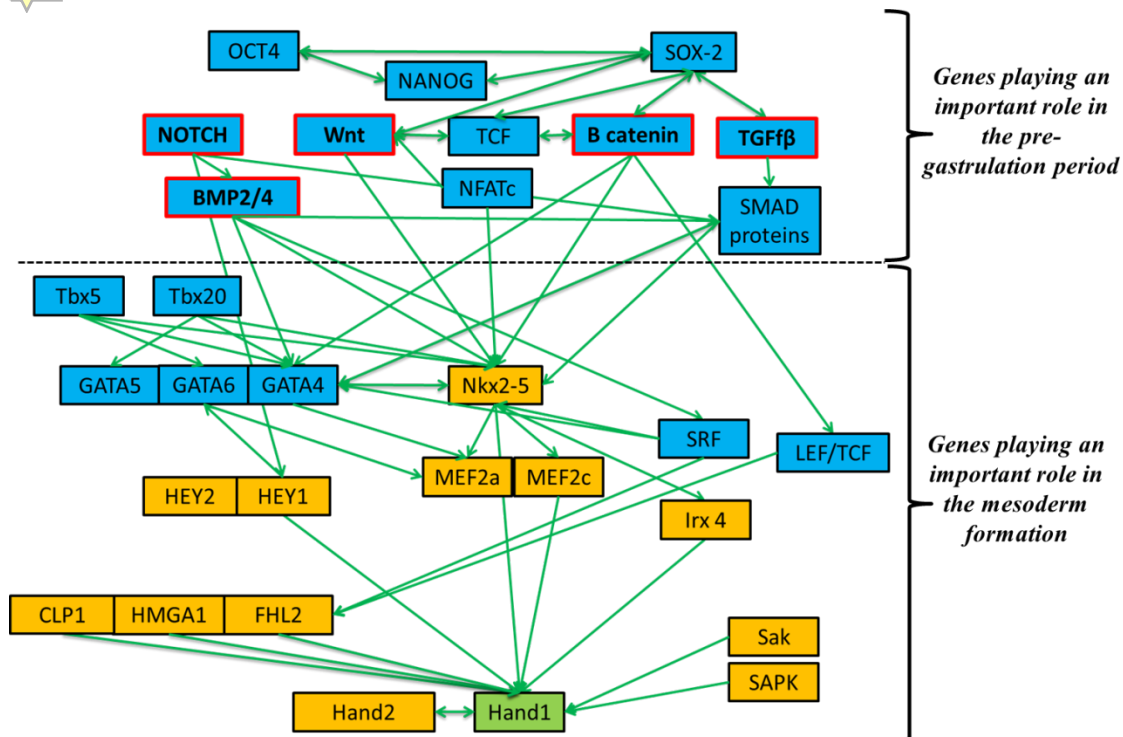 OCT4
SOX-2
NANOG
NOTCH
Wnt
TCF
B catenin
TGFfβ
BMP2/4
NFATc
SMAD
proteins
Genes playing an
important role in
the pre-
gastrulation period
Tbx5
Tbx20
GATA5
GATA6
GATA4
Nkx2-5
SRF
LEF/TCF
MEF2a
MEF2c
HEY2
HEY1
Irx 4
Genes playing an
important role in
the mesoderm
formation
CLP1
HMGA1
FHL2
Sak
SAPK
Hand2
Hand1